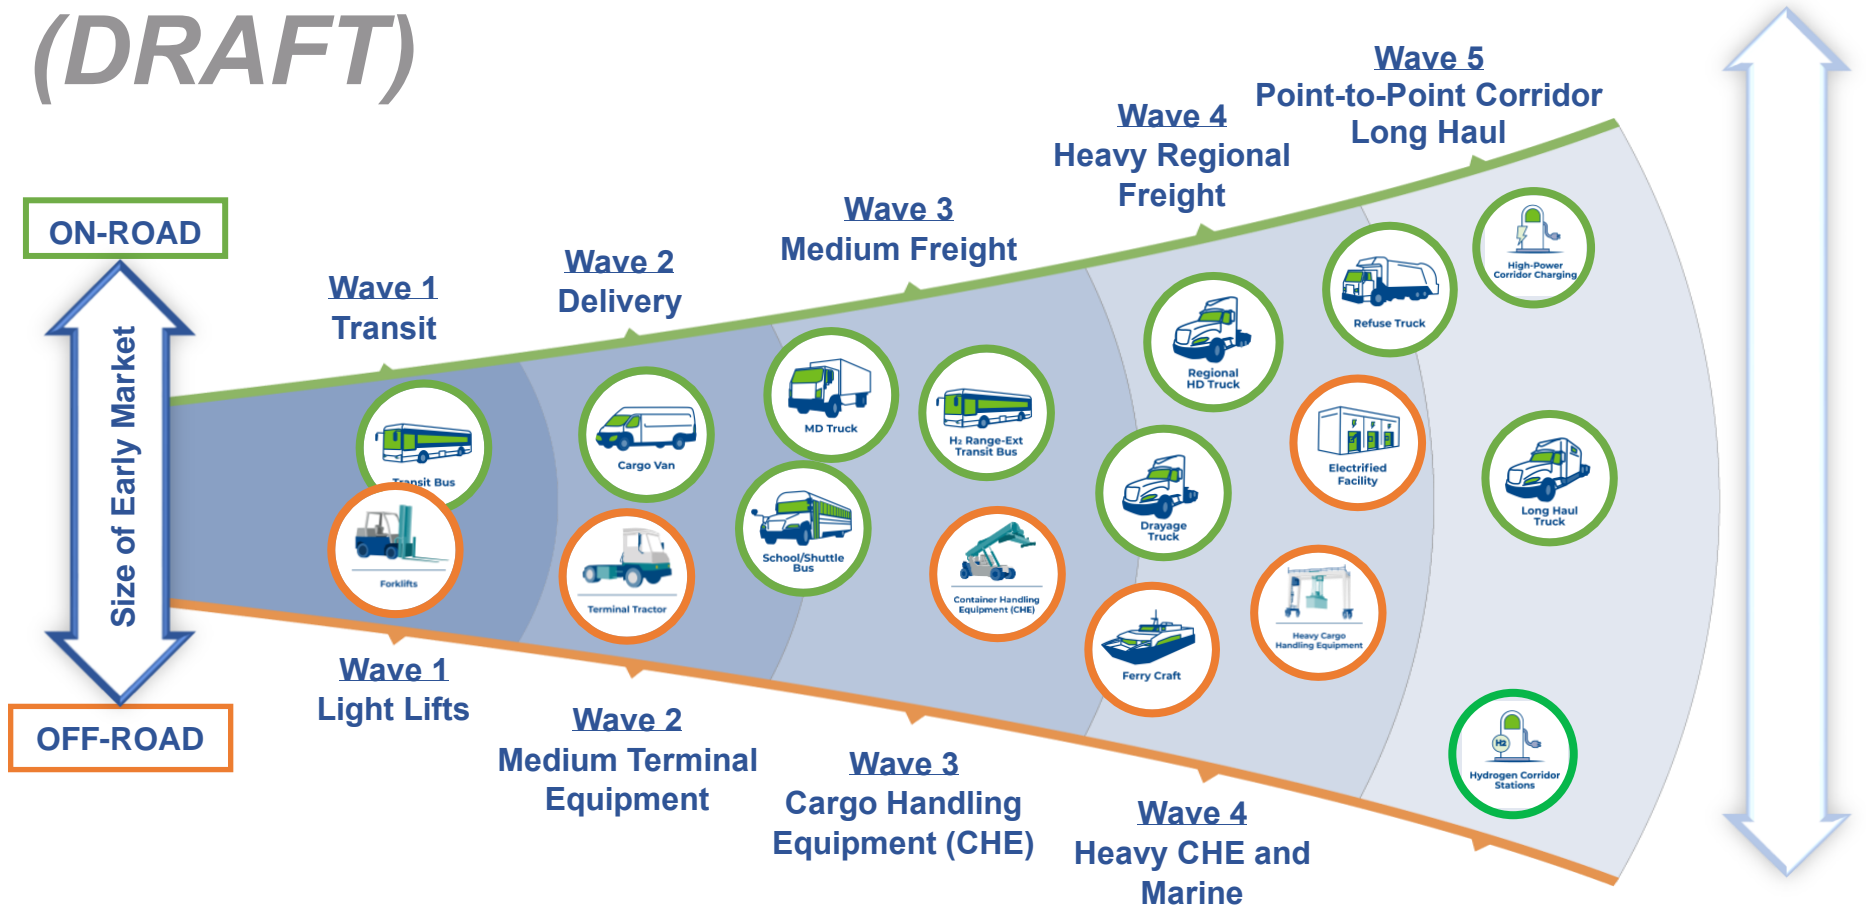 (DRAFT)
ON-ROAD
Size of Early Market
OFF-ROAD
Wave 1
Transit
Wave 2
Delivery
Wave 3
Medium Freight
Wave 4
Heavy Regional
Freight
Wave 5
Point-to-Point Corridor
Long Haul
Transit Bus
Forklifts
Cargo Van
Terminal Tractor
MD Truck
School/Shuttle
Bus
H₂ Range-Ext
Transit Bus
Container Handling
Equipment (CHE)
Regional
HD Truck
Drayage
Truck
Ferry Craft
Refuse Truck
Electrified
Facility
Heavy Cargo
Handling Equipment
High-Power
Corridor Charging
Long Haul
Truck
H2
Hydrogen Corridor
Stations
Wave 1
Light Lifts
Wave 2
Medium Terminal
Equipment
Wave 3
Cargo Handling
Equipment (CHE)
Wave 4
Heavy CHE and
Marine